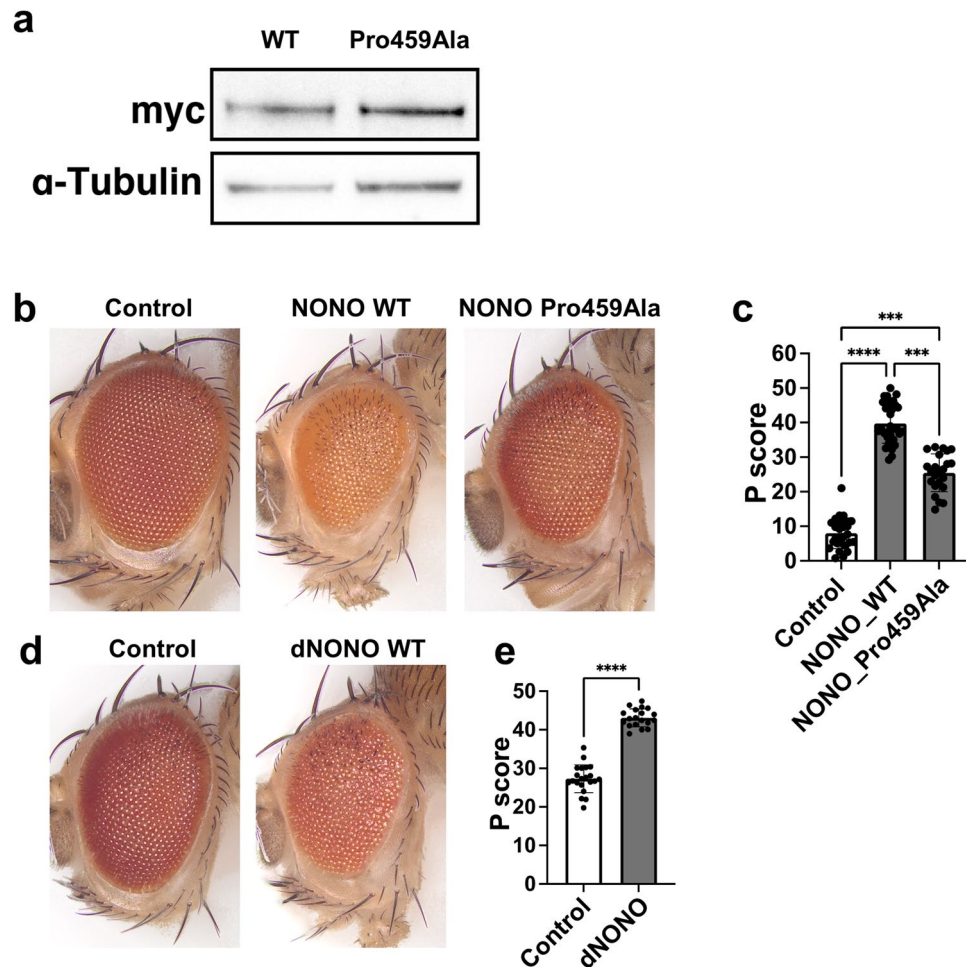 a
WT Pro459Ala
myc
α-Tubulin
b
Control NONO WT NONO Pro459Ala
c
***
**** ***
P score
60
50
40
30
20
10
0
Control
NONO_WT
NONO_Pro459Ala
d
Control dNONO WT
e
****
P score
50
40
30
20
10
0
Control
dNONO